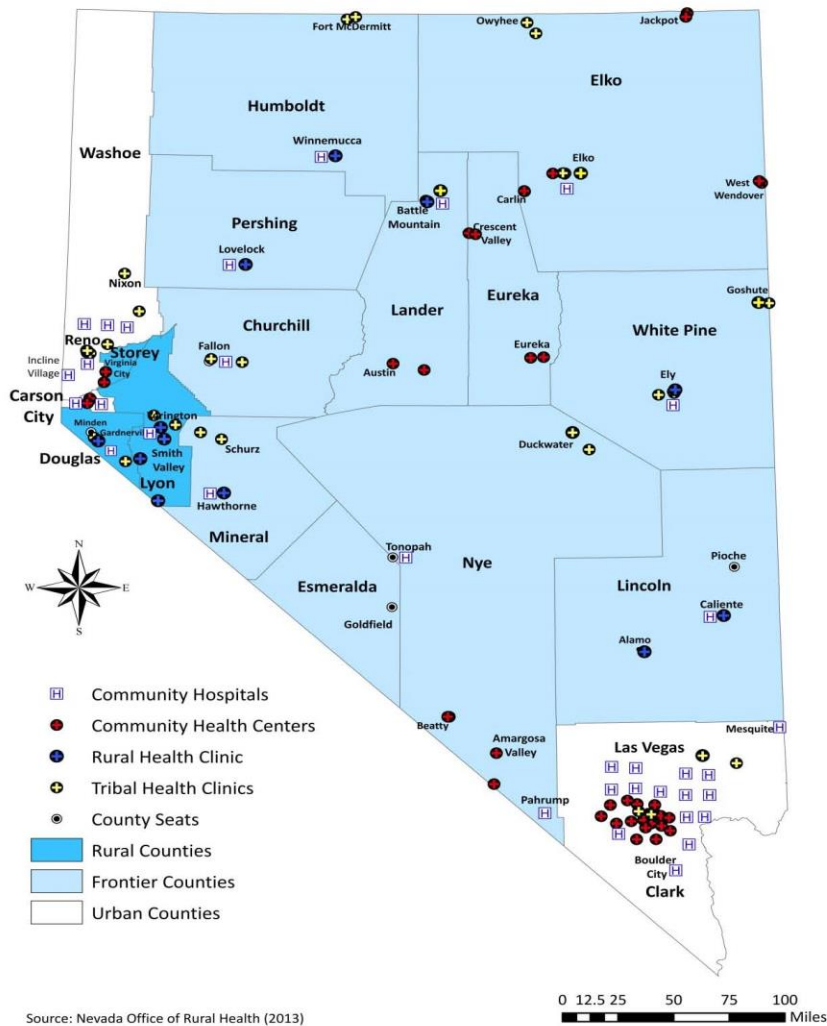 Fort McDermitt
Owyhee
Jackpot
Elko
Humboldt
Washoe
Winnemucca
H
Elko
H
Carlin
West
Wendover
Battle
Mountain
H
Crescent
Valley
Pershing
Lovelock
H
Nixon
Goshute
Lander
Eureka
White Pine
Churchill
H H H
Reno
Storey
Fallon
H
Eureka
Incline
Village
H
H
Virginia
City
Austin
Ely
H
Carson
City
H H
Minden
Gardnervil
rington
H
Duckwater
Schurz
Douglas
H
Smith
Valley
Lyon
H
Hawthorne
Mineral
N
W E
S
Tonopah
H
Nye
Pioche
Esmeralda
Lincoln
Goldfield
Caliente
H
Alamo
H Community Hospitals
Community Health Centers
Rural Health Clinic
Tribal Health Clinics
County Seats
Rural Counties
Frontier Counties
Urban Counties
Beatty
Amargosa
Valley
Pahrump
H
Mesquite H
Las Vegas
H H H H
H H H H H
H H
H
H
Boulder
City
H
Clark
Source: Nevada Office of Rural Health (2013)
0 12.5 25 50 75 100
Miles